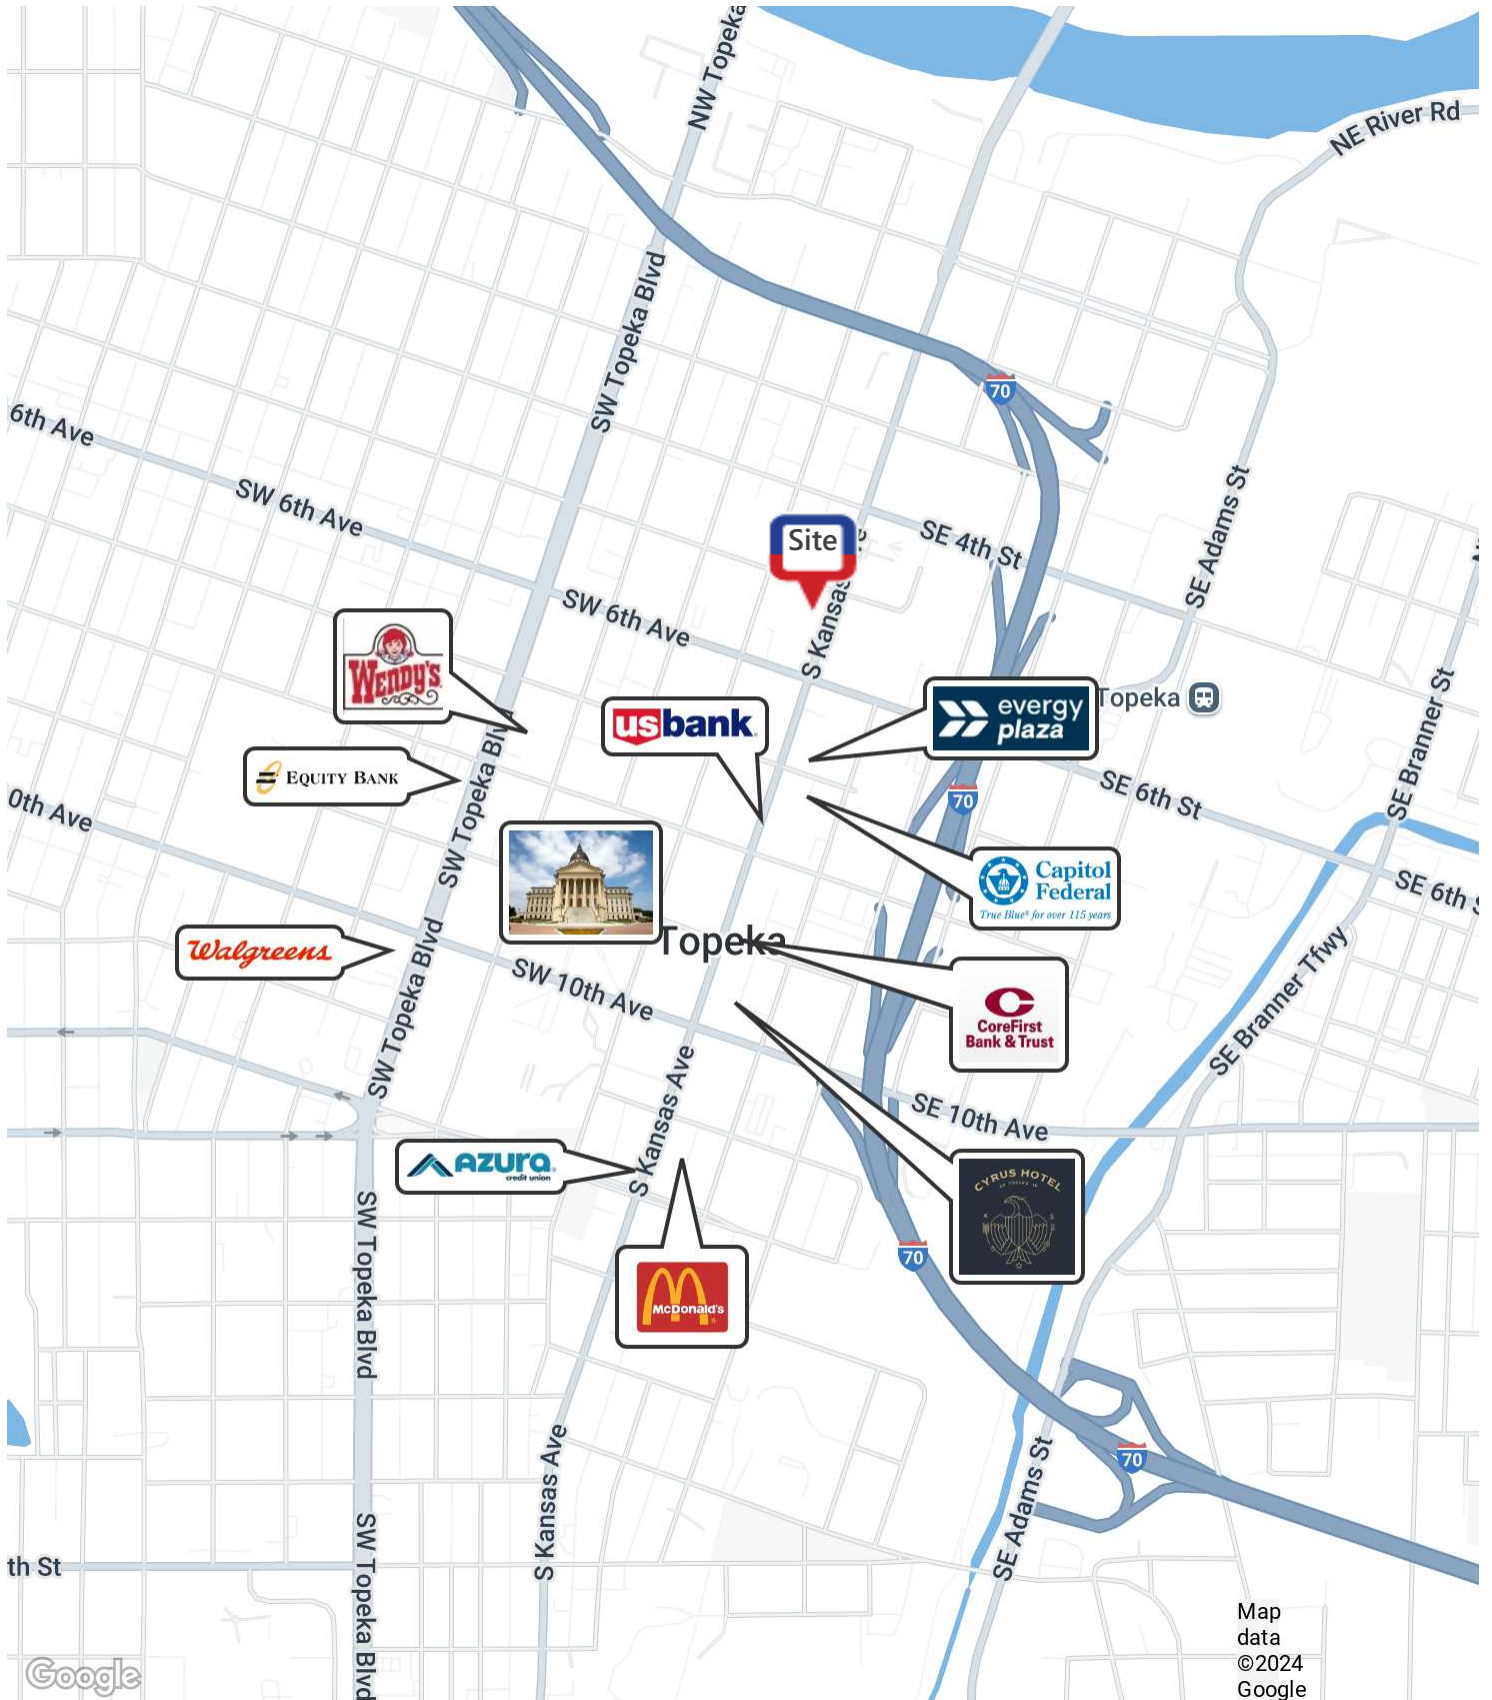 NW Topeka
NE River Rd
SW Topeka Blvd
70
6th Ave
SW 6th Ave
Site
SE 4th St
SE Adams St
SW 6th Ave
S Kansas
WENDY'S
usbank
evergy
plaza
Topeka
SE Branner St
EQUITY BANK
SW Topeka Blvd
70
SE 6th St
0th Ave
Capitol
Federal
True Blue® for over 115 years
SE 6th S
Walgreens
Topeka
SW 10th Ave
SW Topeka Blvd
CoreFirst
Bank & Trust
SE Branner Tfwy
S Kansas Ave
SE 10th Ave
AZURA
credit union
CYRUS HOTEL
SW Topeka Blvd
70
McDonald's
S Kansas Ave
SE Adams St
70
th St
SW Topeka Blvd
Map
data
©2024
Google
Google